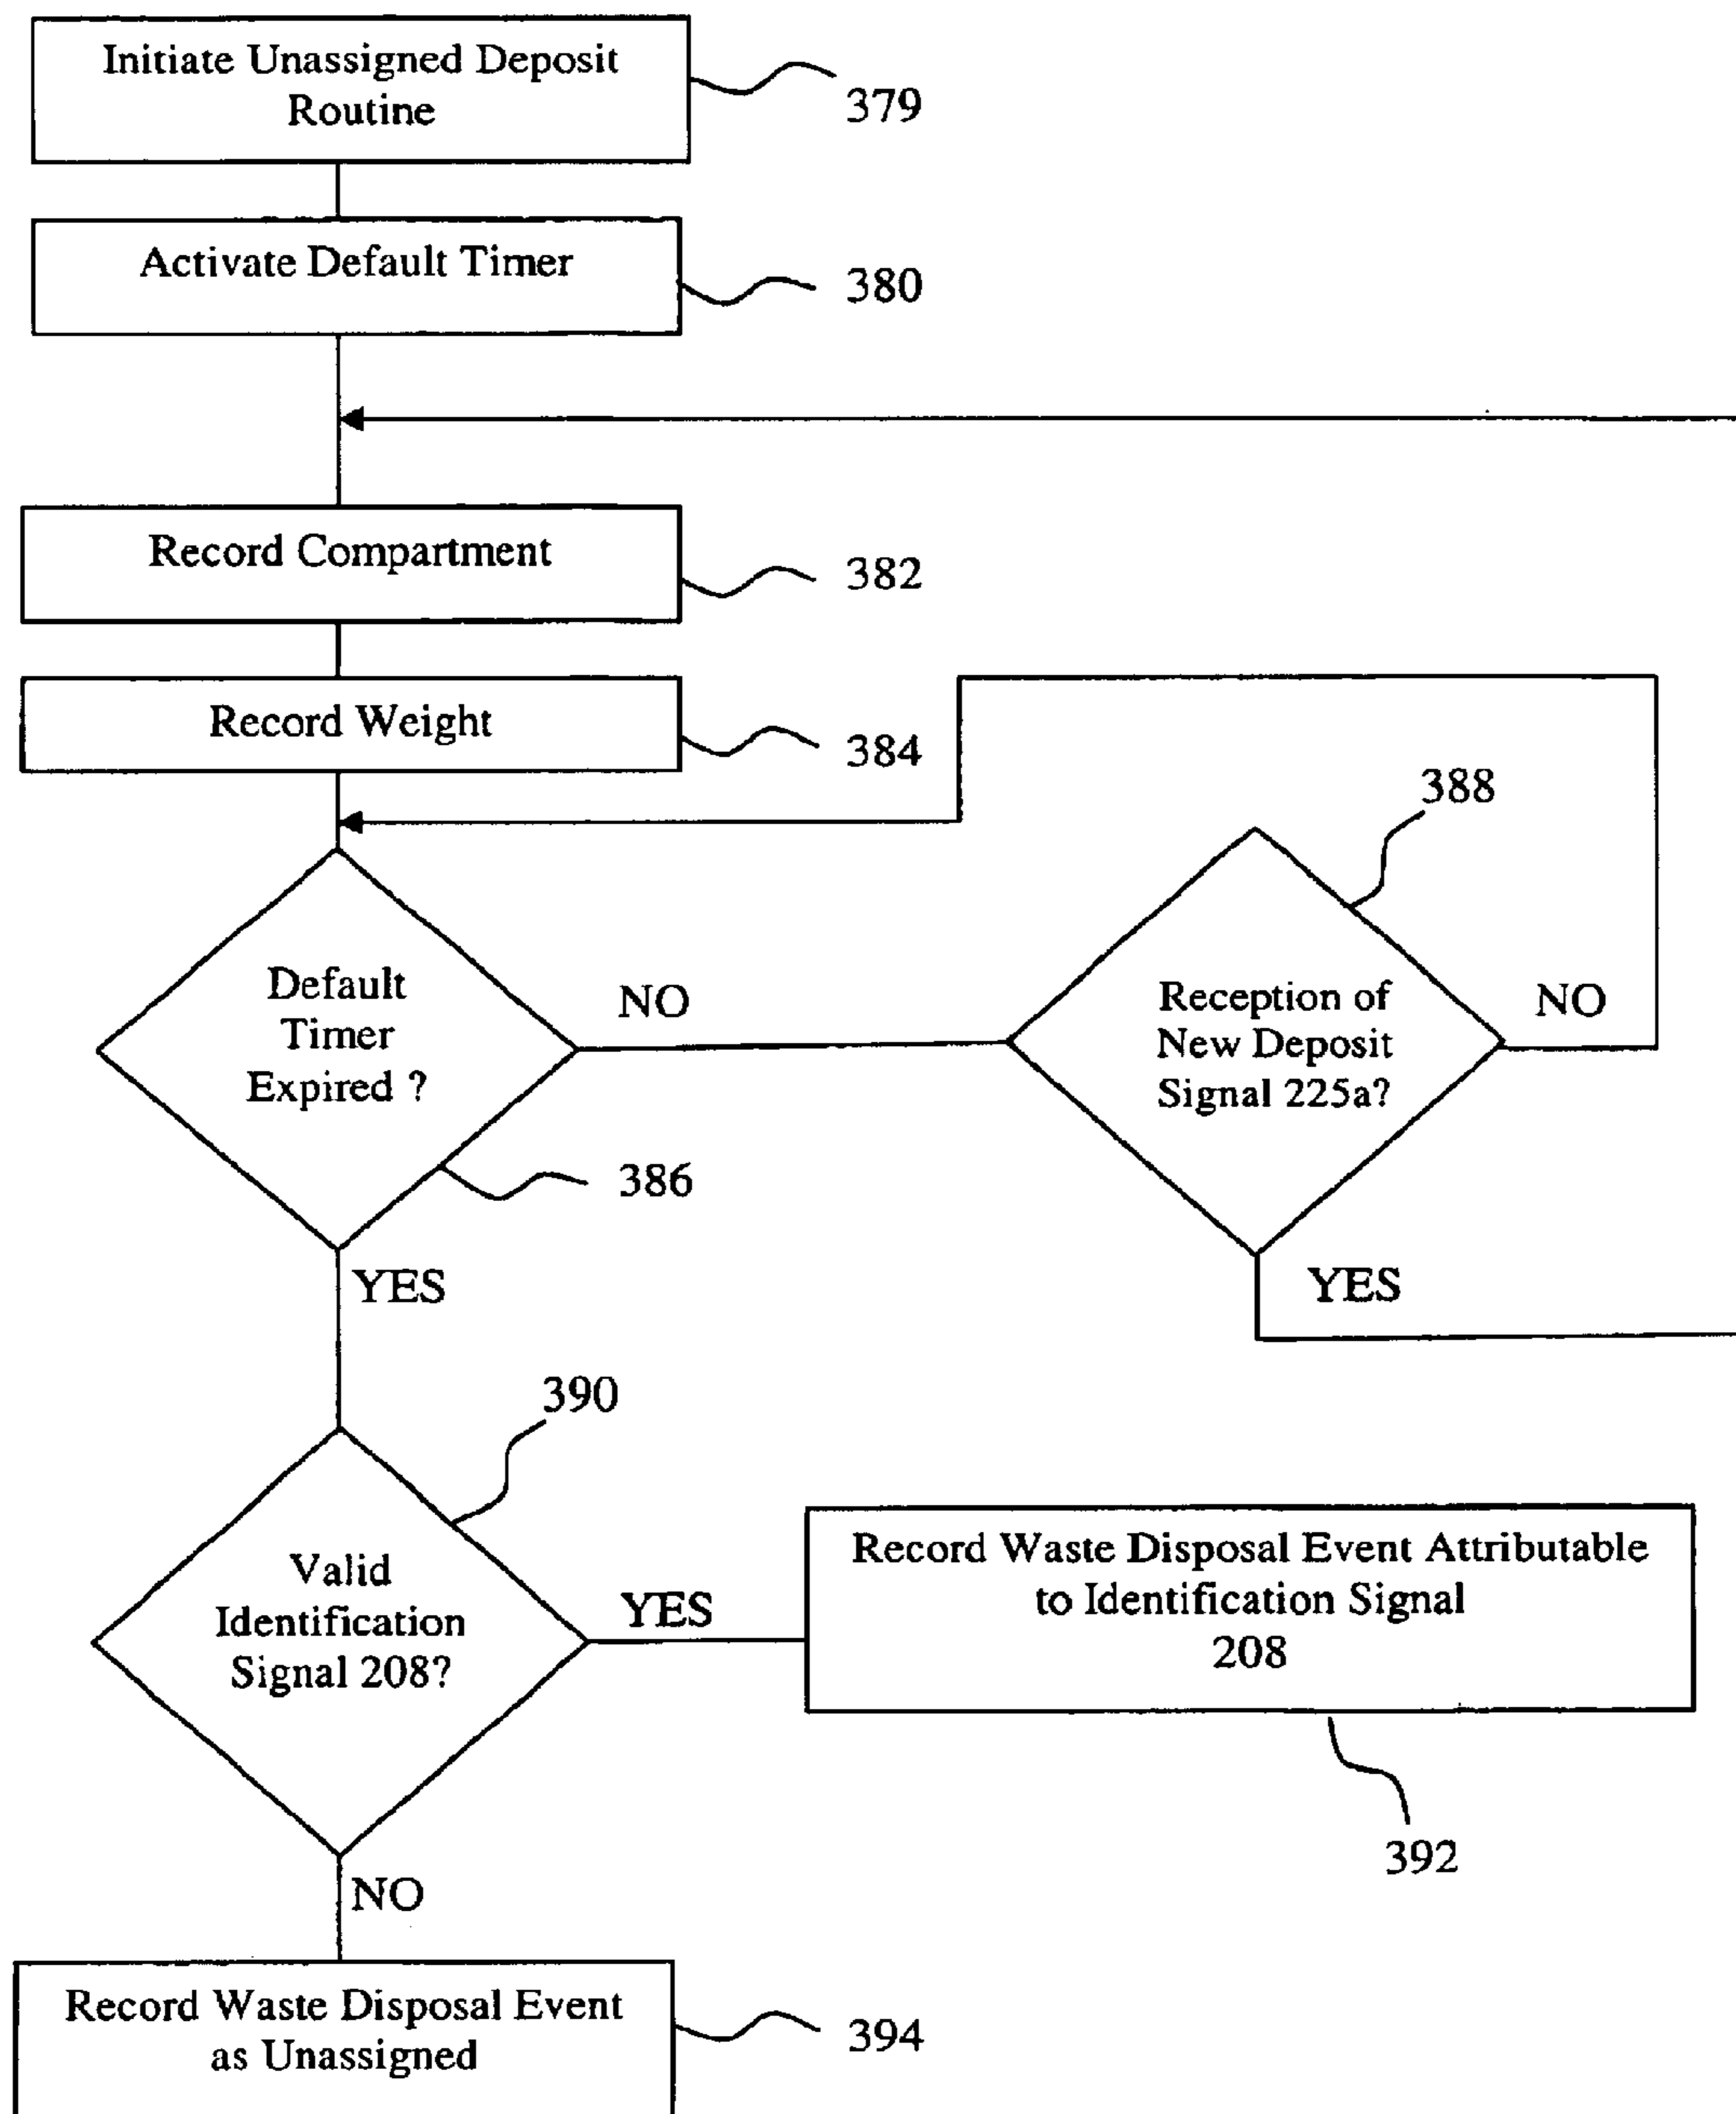 Initiate Unassigned Deposit
Routine
379
Activate Default Timer
380
Record Compartment
382
Record Weight
384
388
Default
Timer
Expired ?
NO
Reception of
New Deposit
Signal 225a?
NO
386
YES
YES
390
Valid
Identification
Signal 208?
YES
Record Waste Disposal Event Attributable
to Identification Signal
208
392
NO
Record Waste Disposal Event
as Unassigned
394